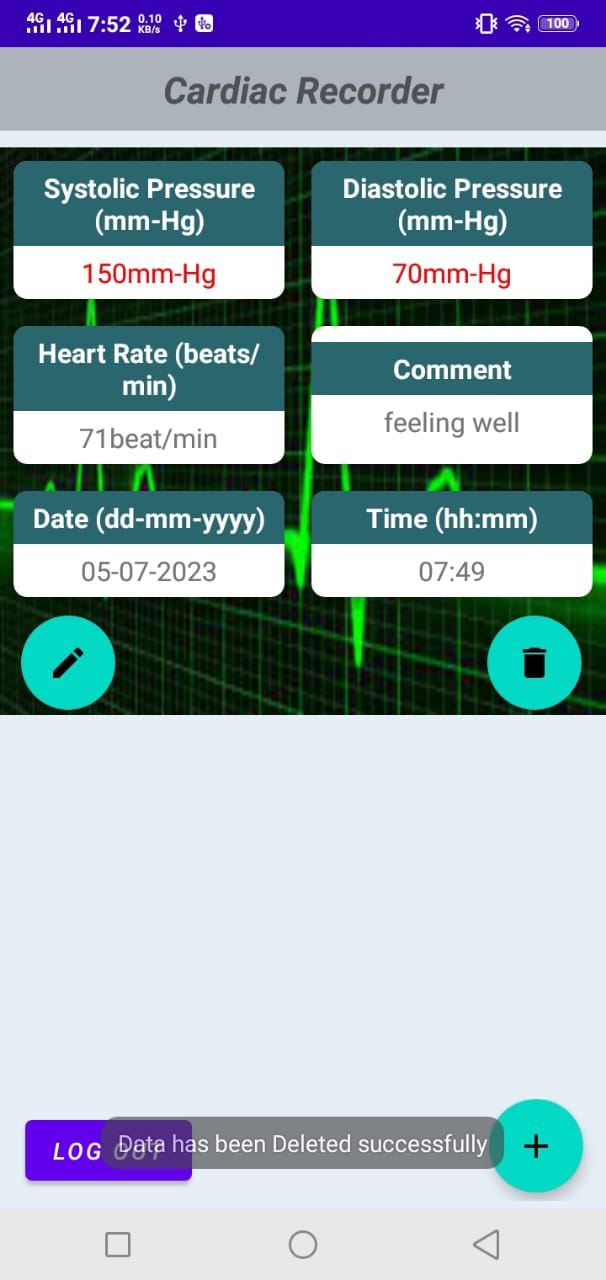 4G 4G 7:52 0.10 KB/s 100
Cardiac Recorder
Systolic Pressure
(mm-Hg)
150mm-Hg
Diastolic Pressure
(mm-Hg)
70mm-Hg
Heart Rate (beats/
min)
71beat/min
Comment
feeling well
Date (dd-mm-yyyy)
05-07-2023
Time (hh:mm)
07:49
LOG OUT
Data has been Deleted successfully
+